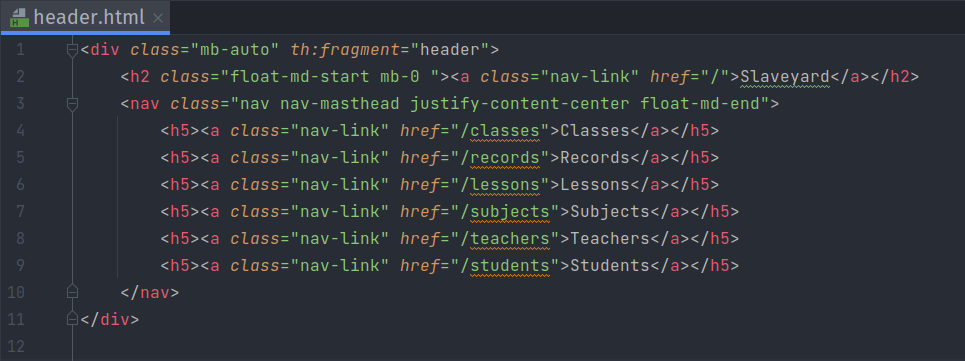 header.html
1 <div class="mb-auto" th:fragment="header">
2 <h2 class="float-md-start mb-0 "><a class="nav-link" href="/">Slaveyard</a></h2>
3 <nav class="nav nav-masthead justify-content-center float-md-end">
4 <h5><a class="nav-link" href="/classes">Classes</a></h5>
5 <h5><a class="nav-link" href="/records">Records</a></h5>
6 <h5><a class="nav-link" href="/lessons">Lessons</a></h5>
7 <h5><a class="nav-link" href="/subjects">Subjects</a></h5>
8 <h5><a class="nav-link" href="/teachers">Teachers</a></h5>
9 <h5><a class="nav-link" href="/students">Students</a></h5>
10 </nav>
11 </div>
12